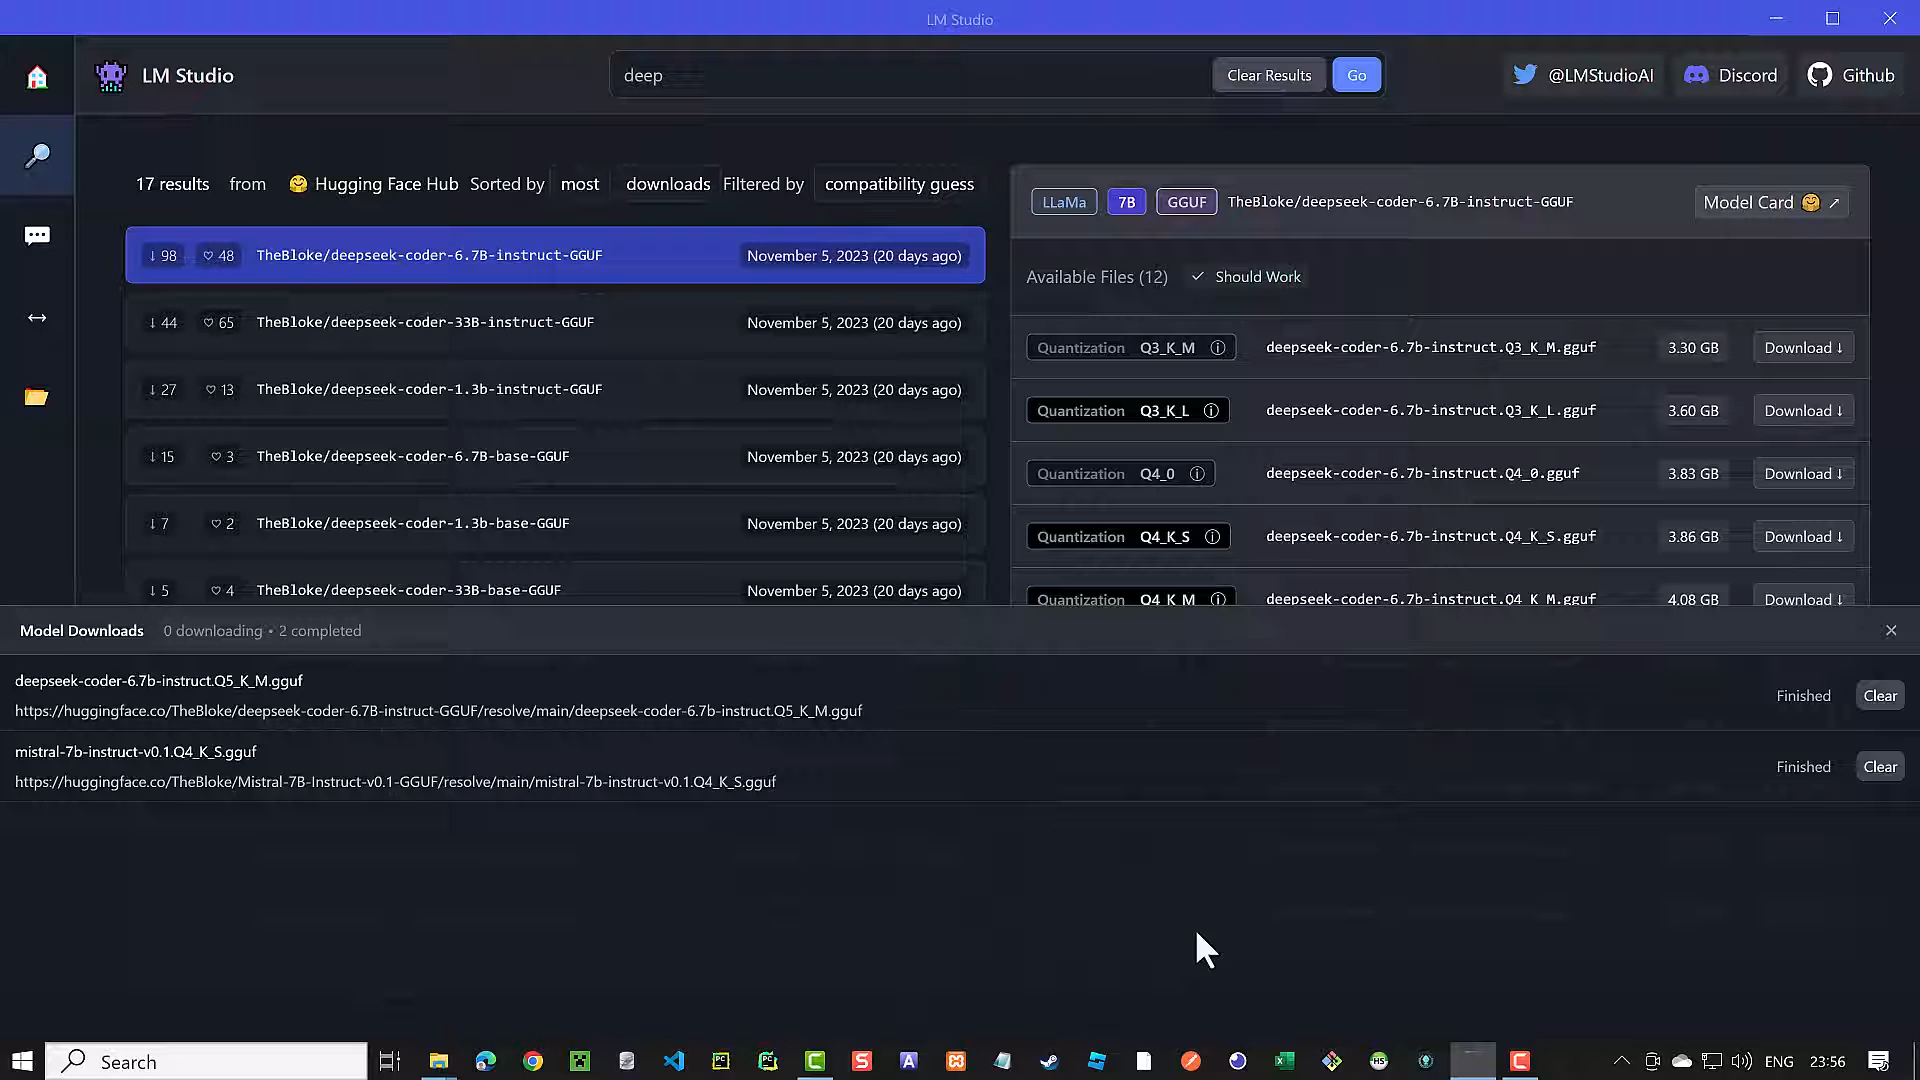 LM Studio
LM Studio
deep
Clear Results
Go
@LMStudioAI
Discord
Github
17 results from Hugging Face Hub Sorted by most downloads Filtered by compatibility guess
↓ 98 ♡ 48 TheBloke/deepseek-coder-6.7B-instruct-GGUF November 5, 2023 (20 days ago)
↓ 44 ♡ 65 TheBloke/deepseek-coder-33B-instruct-GGUF November 5, 2023 (20 days ago)
↓ 27 ♡ 13 TheBloke/deepseek-coder-1.3b-instruct-GGUF November 5, 2023 (20 days ago)
↓ 15 ♡ 3 TheBloke/deepseek-coder-6.7B-base-GGUF November 5, 2023 (20 days ago)
↓ 7 ♡ 2 TheBloke/deepseek-coder-1.3b-base-GGUF November 5, 2023 (20 days ago)
↓ 5 ♡ 4 TheBloke/deepseek-coder-33B-base-GGUF November 5, 2023 (20 days ago)
LLaMa 7B GGUF TheBloke/deepseek-coder-6.7B-instruct-GGUF Model Card ↗
Available Files (12) ✓ Should Work
Quantization Q3_K_M deepseek-coder-6.7b-instruct.Q3_K_M.gguf 3.30 GB Download ↓
Quantization Q3_K_L deepseek-coder-6.7b-instruct.Q3_K_L.gguf 3.60 GB Download ↓
Quantization Q4_0 deepseek-coder-6.7b-instruct.Q4_0.gguf 3.83 GB Download ↓
Quantization Q4_K_S deepseek-coder-6.7b-instruct.Q4_K_S.gguf 3.86 GB Download ↓
Quantization Q4_K_M deepseek-coder-6.7b-instruct.Q4_K_M.gguf 4.08 GB Download ↓
Model Downloads 0 downloading • 2 completed
deepseek-coder-6.7b-instruct.Q5_K_M.gguf
https://huggingface.co/TheBloke/deepseek-coder-6.7B-instruct-GGUF/resolve/main/deepseek-coder-6.7b-instruct.Q5_K_M.gguf
Finished Clear
mistral-7b-instruct-v0.1.Q4_K_S.gguf
https://huggingface.co/TheBloke/Mistral-7B-Instruct-v0.1-GGUF/resolve/main/mistral-7b-instruct-v0.1.Q4_K_S.gguf
Finished Clear
Search
ENG 23:56